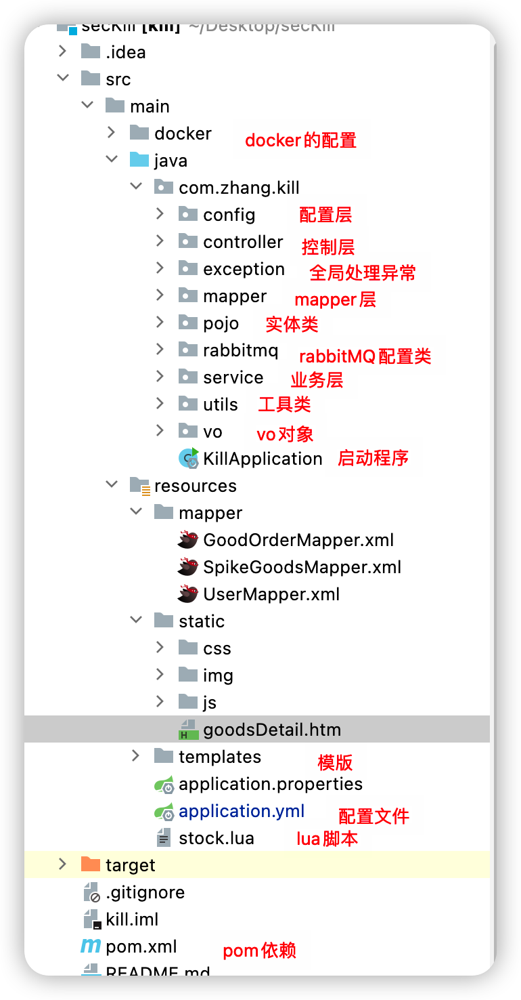 secKill [kill] ~/Desktop/secKill
.idea
src
main
docker docker的配置
java
com.zhang.kill
config 配置层
controller 控制层
exception 全局处理异常
mapper mapper层
pojo 实体类
rabbitmq rabbitMQ配置类
service 业务层
utils 工具类
vo vo对象
KillApplication 启动程序
resources
mapper
GoodOrderMapper.xml
SpikeGoodsMapper.xml
UserMapper.xml
static
css
img
js
goodsDetail.htm
templates 模版
application.properties
application.yml 配置文件
stock.lua lua脚本
target
.gitignore
kill.iml
pom.xml pom依赖
README.md